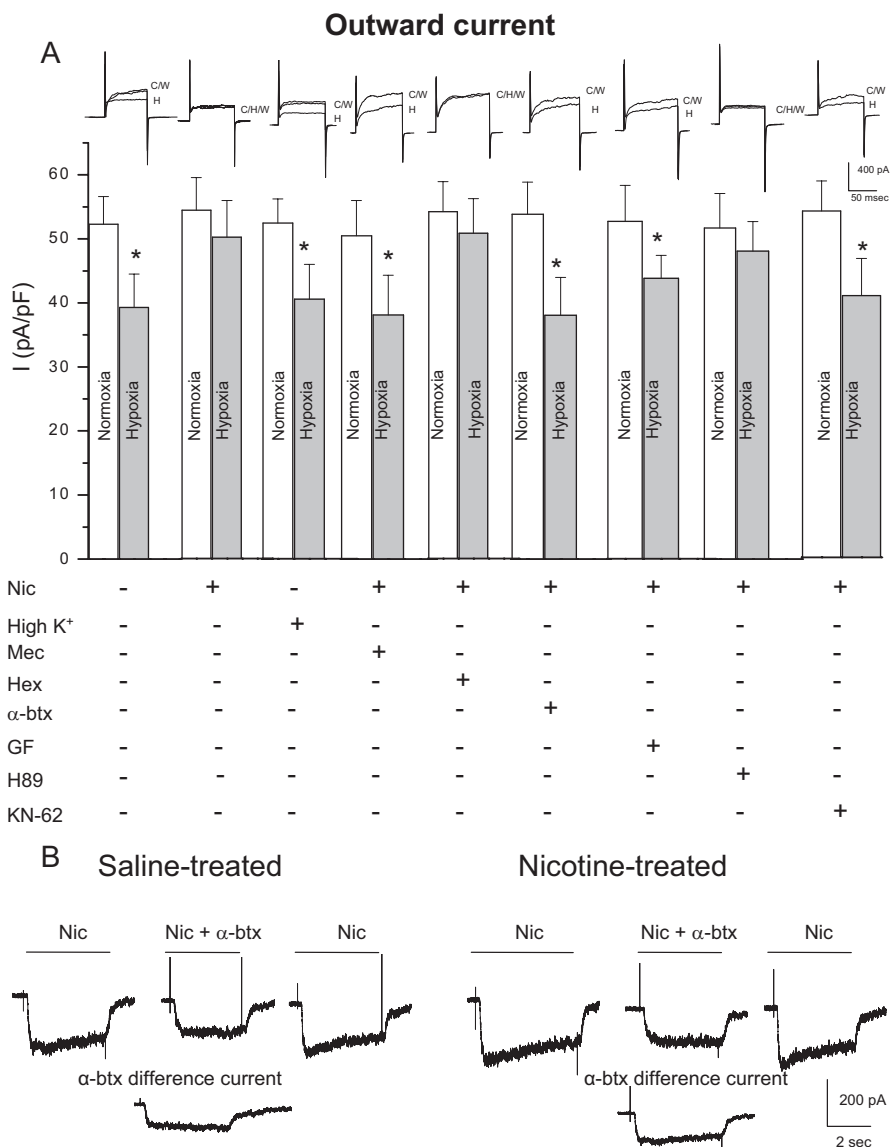 Outward current
A
C/W
H
C/H/W
C/W
H
C/W
H
C/H/W
C/W
H
C/W
H
C/H/W
C/W
H
400 pA
50 msec
I (pA/pF)
60
50
40
30
20
10
0
* * * * * *
Normoxia Hypoxia Normoxia Hypoxia Normoxia Hypoxia Normoxia Hypoxia Normoxia Hypoxia Normoxia Hypoxia Normoxia Hypoxia Normoxia Hypoxia Normoxia Hypoxia
Nic - + - + + + + + +
High K⁺ - - + - - - - - -
Mec - - - + - - - - -
Hex - - - - + - - - -
α-btx - - - - - + - - -
GF - - - - - - + - -
H89 - - - - - - - + -
KN-62 - - - - - - - - +
B
Saline-treated Nicotine-treated
Nic Nic + α-btx Nic Nic Nic + α-btx Nic
α-btx difference current α-btx difference current
200 pA
2 sec